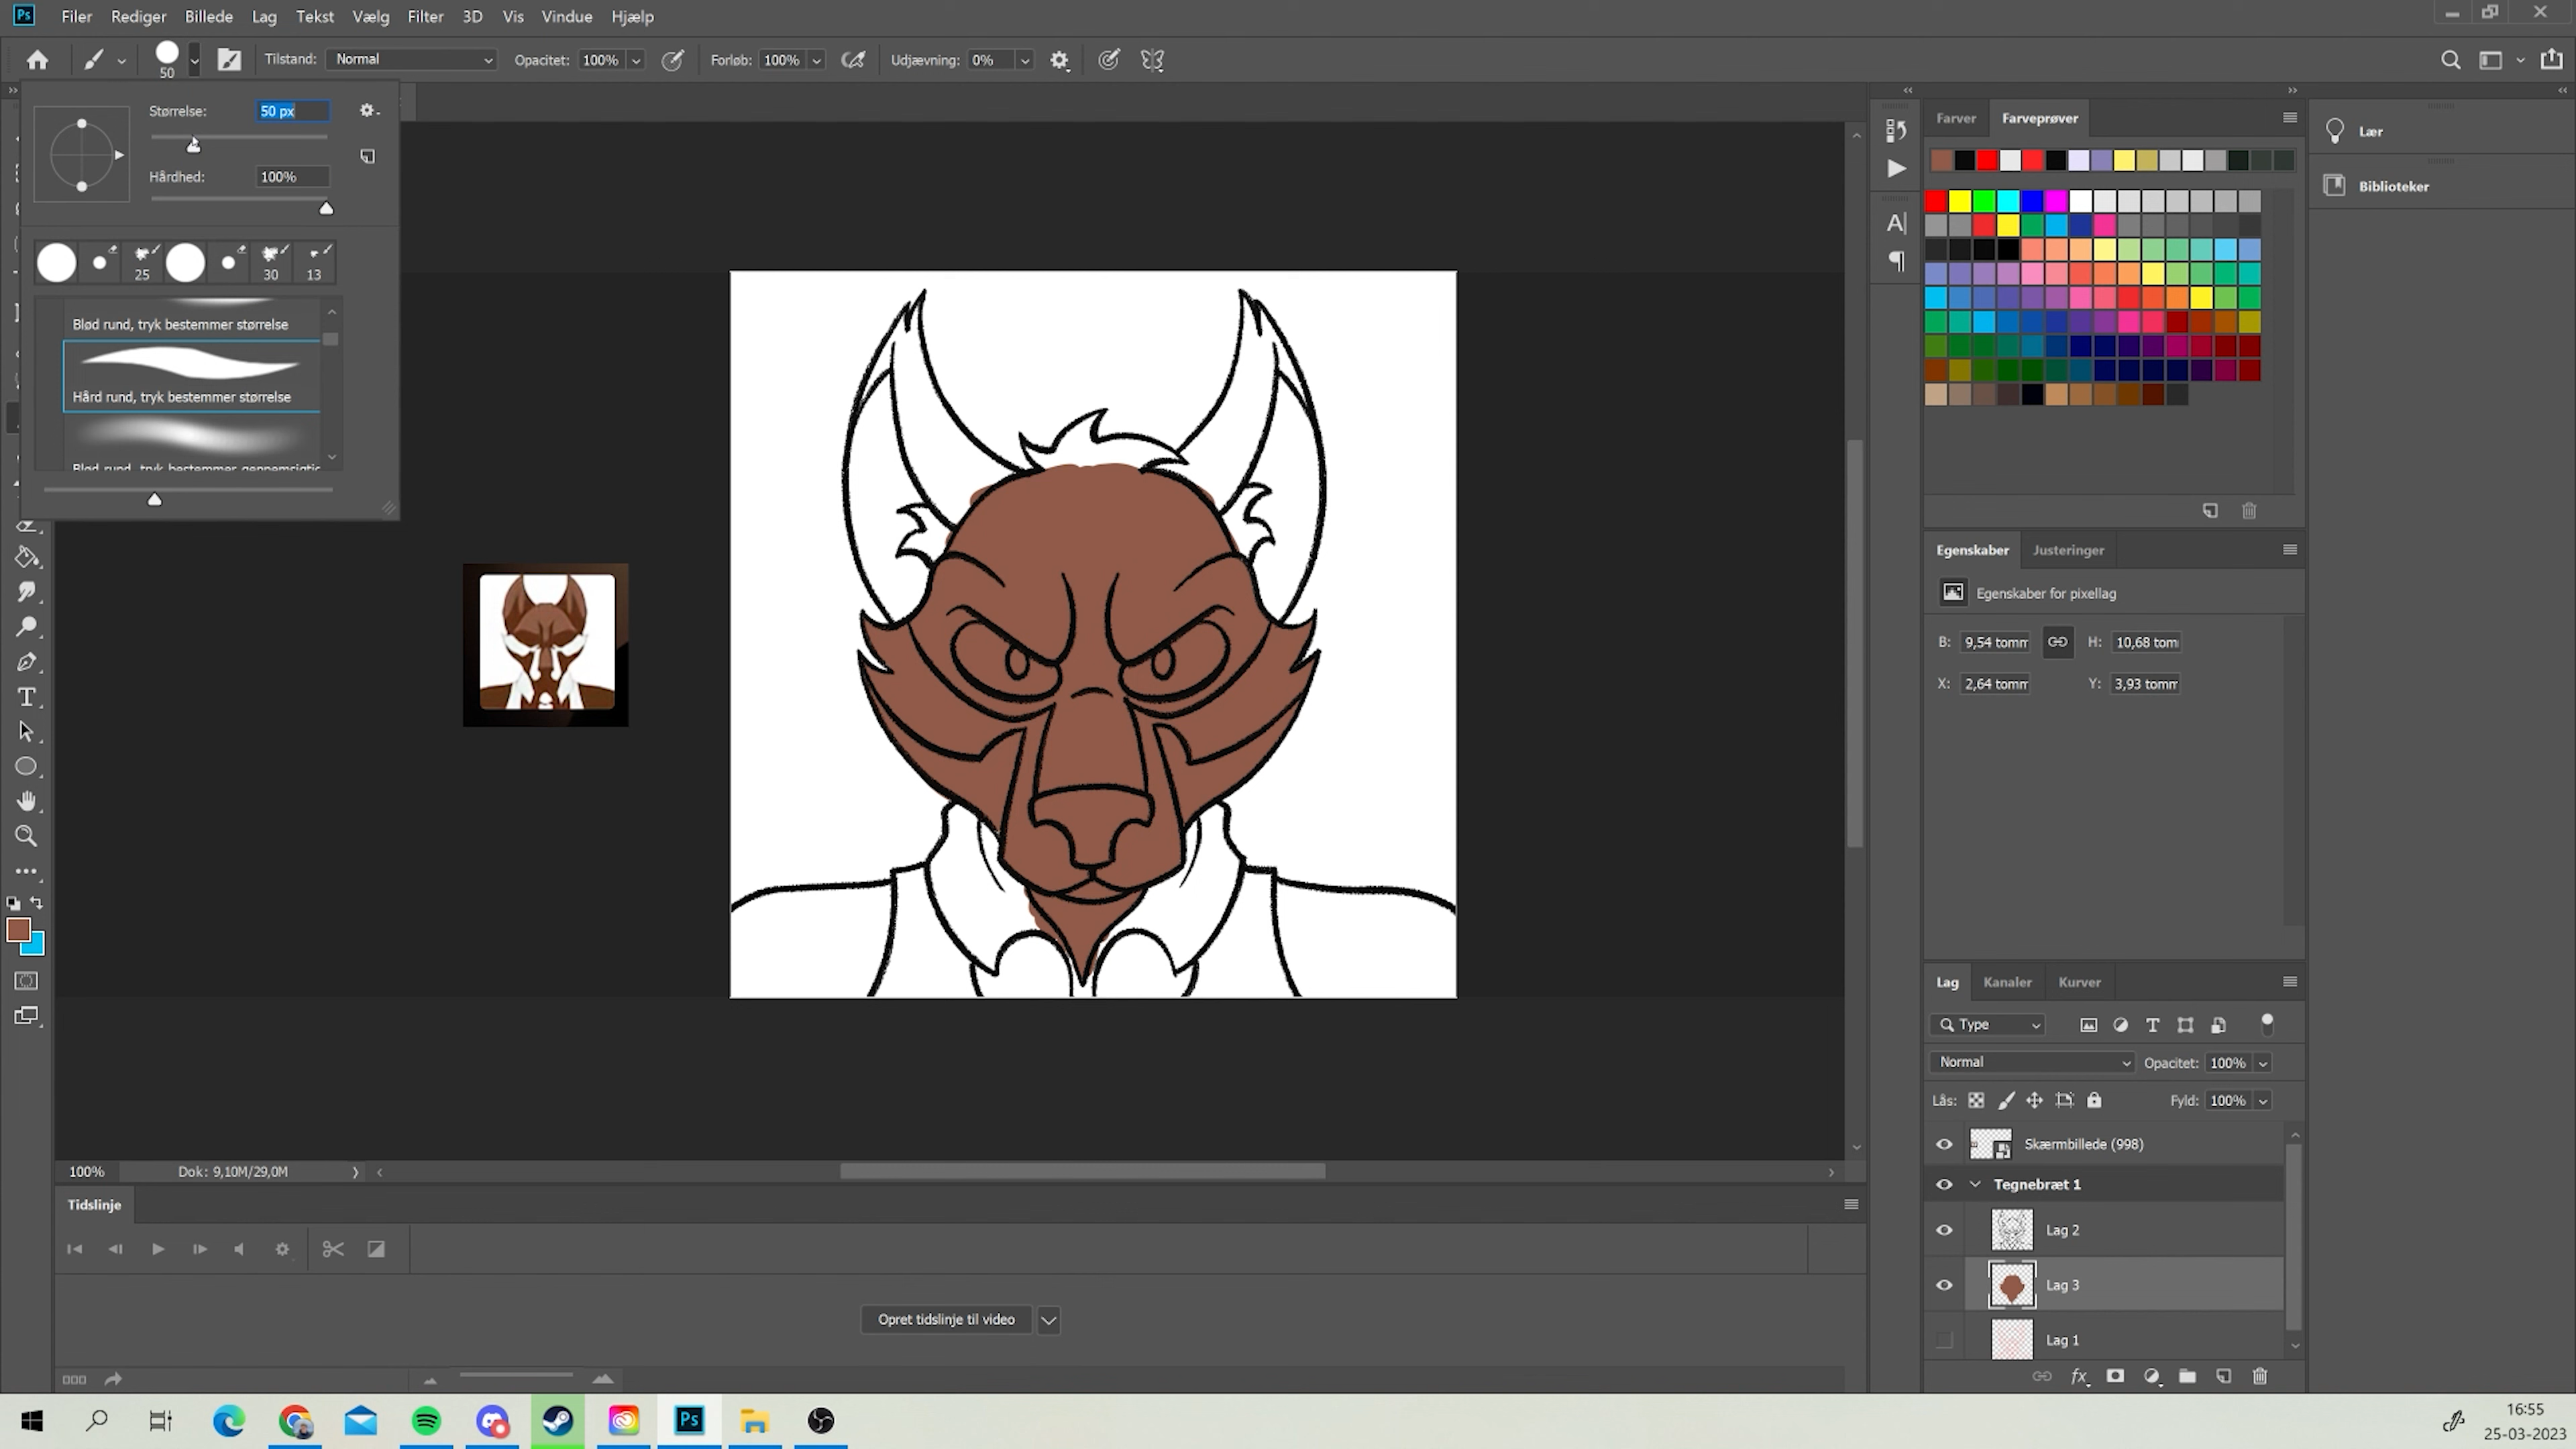 Ps Filer Rediger Billede Lag Tekst Vælg Filter 3D Vis Vindue Hjælp
50 Tilstand: Normal Opacitet: 100% Forløb: 100% Udjævning: 0%
Størrelse: 50 px
Hårdhed: 100%
25 30 13
Blød rund, tryk bestemmer størrelse
Hård rund, tryk bestemmer størrelse
Blød rund, tryk bestemmer
Farver Farveprøver
Lær
Biblioteker
Egenskaber Justeringer
Egenskaber for pixellag
B: 9,54 tomm H: 10,68 tom
X: 2,64 tomm Y: 3,93 tomm
Lag Kanaler Kurver
Type
Normal Opacitet: 100%
Lås: Fyld: 100%
Skærmbillede (998)
Tegnebræt 1
Lag 2
Lag 3
Lag 1
fx
100% Dok: 9,10M/29,0M
Tidslinje
Opret tidslinje til video
Ps
16:55
25-03-2023